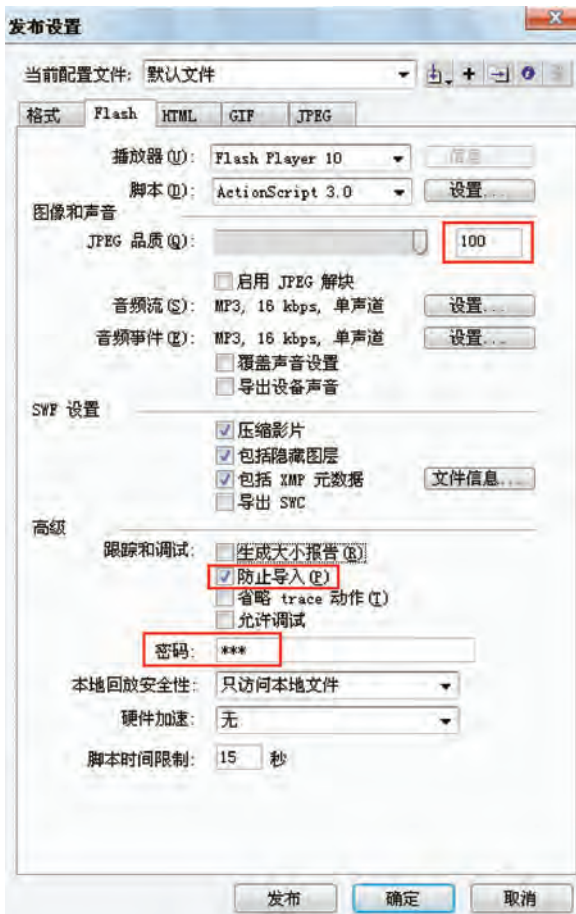 发布设置
当前配置文件: 默认文件
格式 Flash HTML GIF JPEG
播放器(U): Flash Player 10 信息
脚本(D): ActionScript 3.0 设置...
图像和声音
JPEG 品质(Q): 100
启用 JPEG 解块
音频流(S): MP3, 16 kbps, 单声道 设置...
音频事件(E): MP3, 16 kbps, 单声道 设置...
覆盖声音设置
导出设备声音
SWF 设置
压缩影片
包括隐藏图层
包括 XMP 元数据 文件信息...
导出 SWC
高级
跟踪和调试: 生成大小报告(R)
防止导入(P)
省略 trace 动作(T)
允许调试
密码: ***
本地回放安全性: 只访问本地文件
硬件加速: 无
脚本时间限制: 15 秒
发布 确定 取消